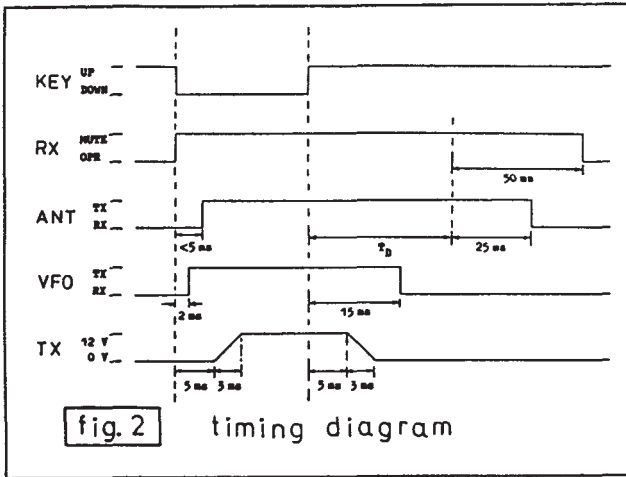 KEY UP
DOWN
RX MUTE
OPR
50 ms
ANT TX
RX
<5 ms
TD
25 ms
VFO TX
RX
2 ms
15 ms
TX 12 V
0 V
5 ms
3 ms
5 ms
3 ms
fig. 2 timing diagram